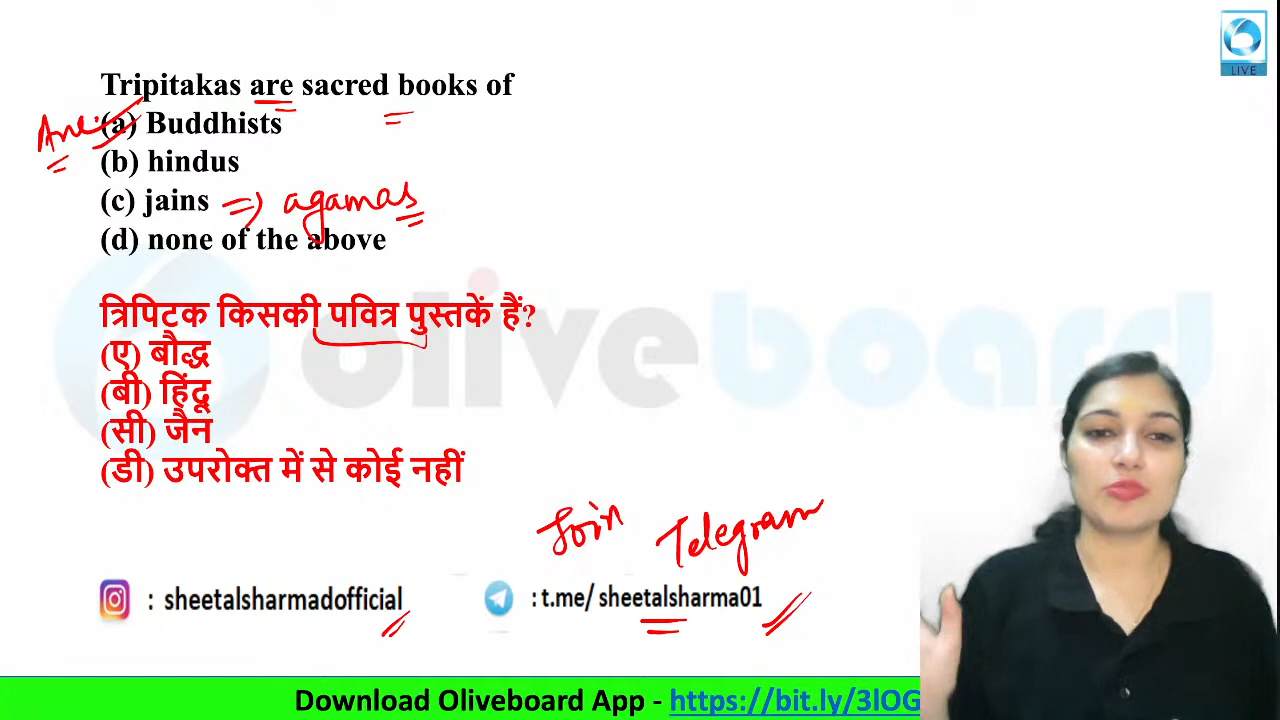 LIVE
Tripitakas are sacred books of
Ans. (a) Buddhists
(b) hindus
(c) jains => agamas
(d) none of the above
oliveboard
त्रिपिटक किसकी पवित्र पुस्तकें हैं?
(ए) बौद्ध
(बी) हिंदू
(सी) जैन
(डी) उपरोक्त में से कोई नहीं
Join Telegram
: sheetalsharmadofficial
: t.me/ sheetalsharma01
Download Oliveboard App - https://bit.ly/3lOG